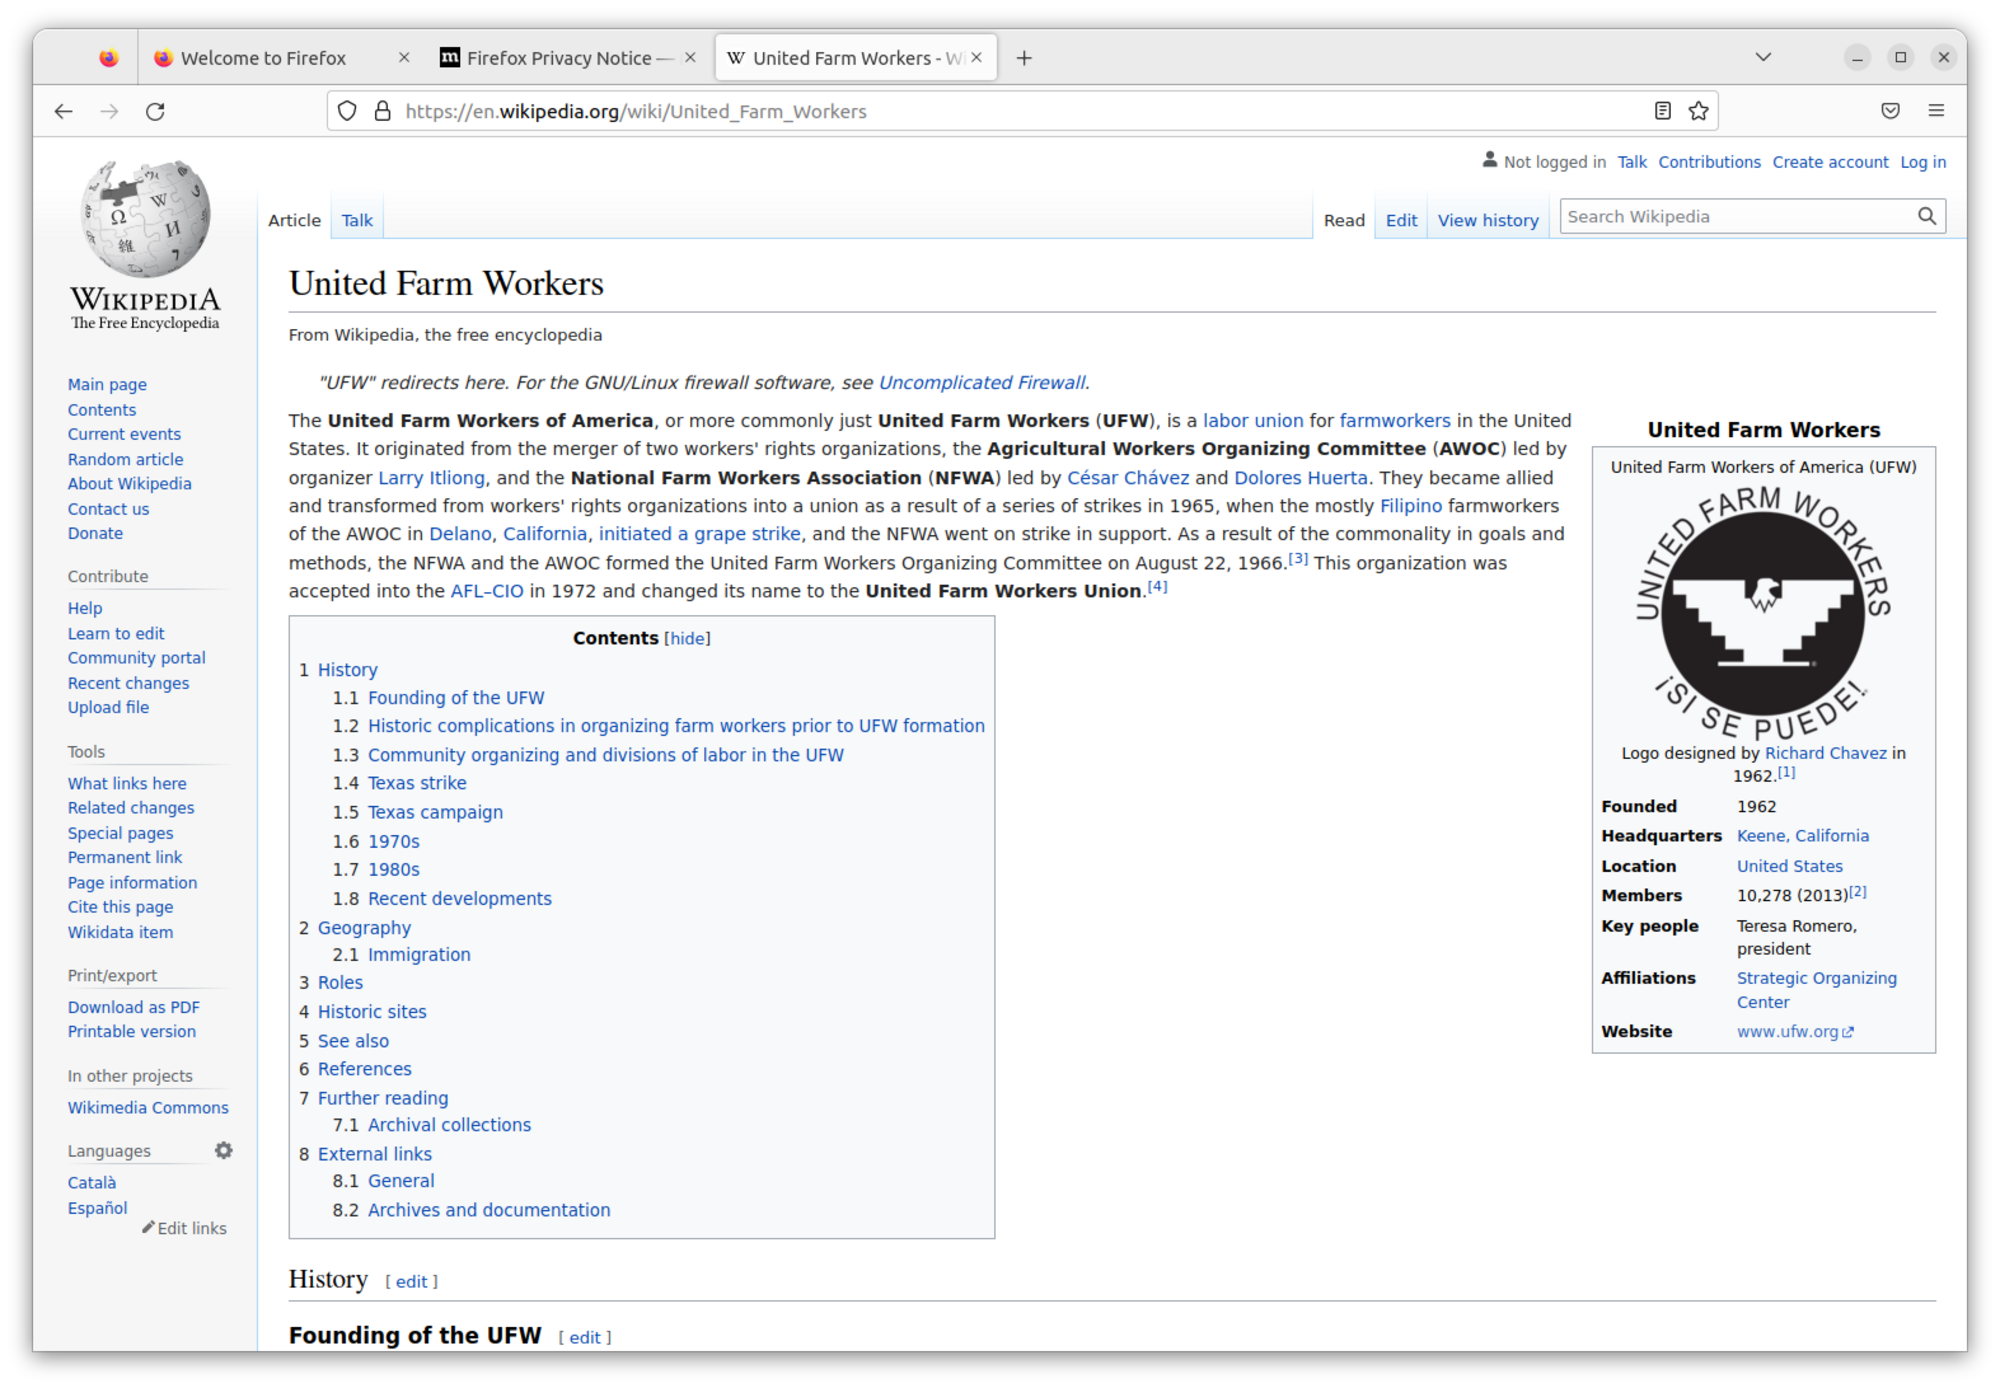 Welcome to Firefox
Firefox Privacy Notice —
United Farm Workers - Wi
https://en.wikipedia.org/wiki/United_Farm_Workers
Not logged in Talk Contributions Create account Log in
Article Talk Read Edit View history Search Wikipedia
WIKIPEDIA
The Free Encyclopedia
Main page
Contents
Current events
Random article
About Wikipedia
Contact us
Donate
Contribute
Help
Learn to edit
Community portal
Recent changes
Upload file
Tools
What links here
Related changes
Special pages
Permanent link
Page information
Cite this page
Wikidata item
Print/export
Download as PDF
Printable version
In other projects
Wikimedia Commons
Languages
Català
Español
Edit links
United Farm Workers
From Wikipedia, the free encyclopedia
"UFW" redirects here. For the GNU/Linux firewall software, see Uncomplicated Firewall.
The United Farm Workers of America, or more commonly just United Farm Workers (UFW), is a labor union for farmworkers in the United
States. It originated from the merger of two workers' rights organizations, the Agricultural Workers Organizing Committee (AWOC) led by
organizer Larry Itliong, and the National Farm Workers Association (NFWA) led by César Chávez and Dolores Huerta. They became allied
and transformed from workers' rights organizations into a union as a result of a series of strikes in 1965, when the mostly Filipino farmworkers
of the AWOC in Delano, California, initiated a grape strike, and the NFWA went on strike in support. As a result of the commonality in goals and
methods, the NFWA and the AWOC formed the United Farm Workers Organizing Committee on August 22, 1966.[3] This organization was
accepted into the AFL–CIO in 1972 and changed its name to the United Farm Workers Union.[4]
Contents [hide]
1 History
1.1 Founding of the UFW
1.2 Historic complications in organizing farm workers prior to UFW formation
1.3 Community organizing and divisions of labor in the UFW
1.4 Texas strike
1.5 Texas campaign
1.6 1970s
1.7 1980s
1.8 Recent developments
2 Geography
2.1 Immigration
3 Roles
4 Historic sites
5 See also
6 References
7 Further reading
7.1 Archival collections
8 External links
8.1 General
8.2 Archives and documentation
United Farm Workers
United Farm Workers of America (UFW)
UNITED FARM WORKERS
¡SI SE PUEDE!
Logo designed by Richard Chavez in
1962.[1]
Founded 1962
Headquarters Keene, California
Location United States
Members 10,278 (2013)[2]
Key people Teresa Romero,
president
Affiliations Strategic Organizing
Center
Website www.ufw.org
History [ edit ]
Founding of the UFW [ edit ]